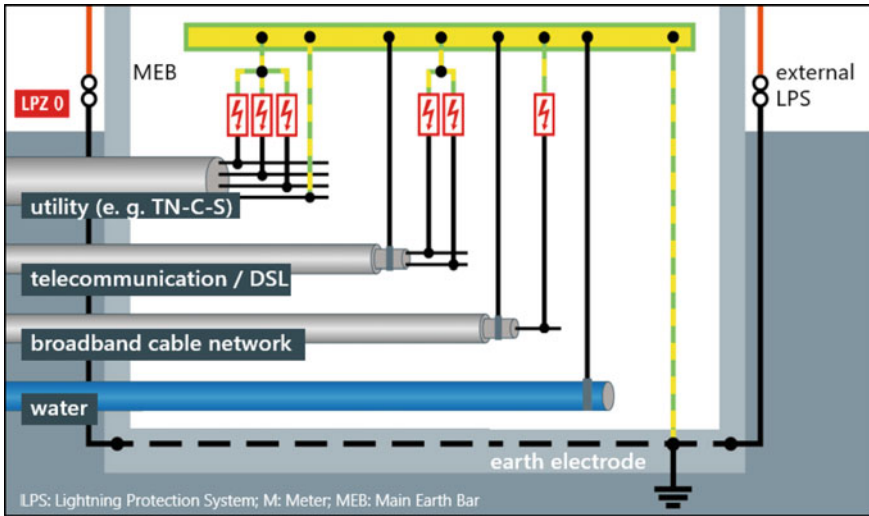 MEB
external
LPS
LPZ 0
utility (e. g. TN-C-S)
telecommunication / DSL
broadband cable network
water
earth electrode
LPS: Lightning Protection System; M: Meter; MEB: Main Earth Bar